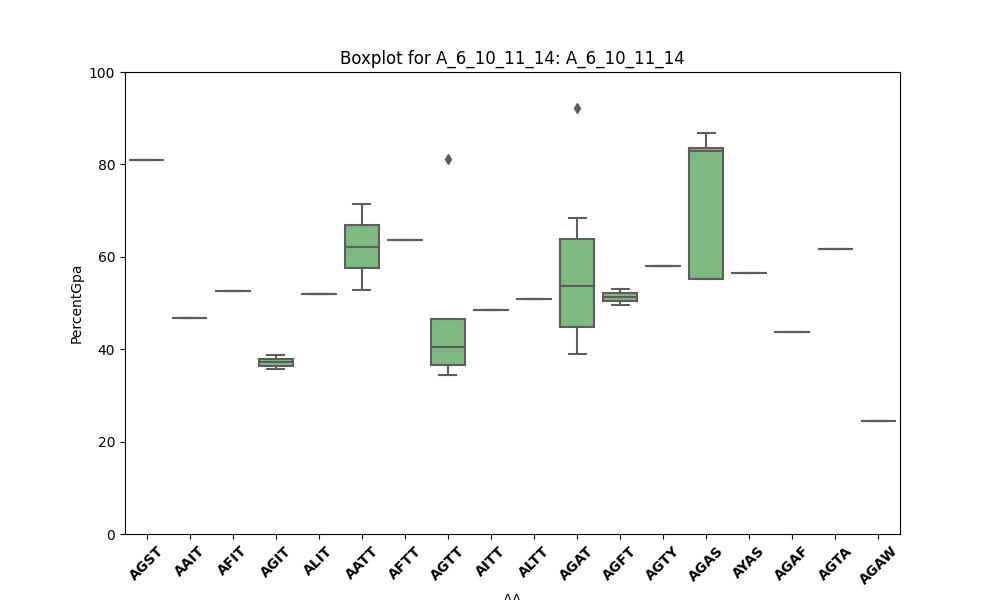 Boxplot for A_6_10_11_14: A_6_10_11_14
100
80
60
40
20
0
PercentGpa
AGST AAIT AFIT AGIT ALIT AATT AFTT AGTT AITT ALTT AGAT AGFT AGTY AGAS AYAS AGAF AGTA AGAW
AA